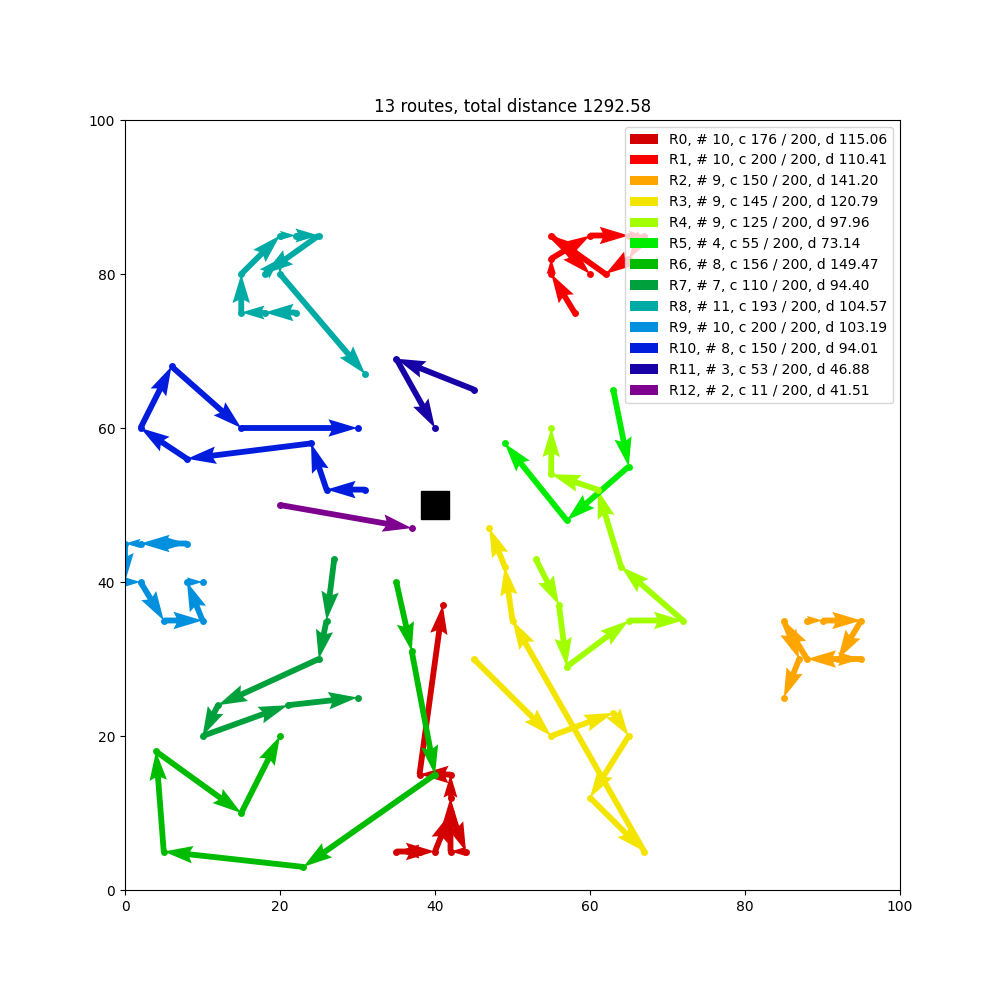 13 routes, total distance 1292.58
R0, # 10, c 176 / 200, d 115.06
R1, # 10, c 200 / 200, d 110.41
R2, # 9, c 150 / 200, d 141.20
R3, # 9, c 145 / 200, d 120.79
R4, # 9, c 125 / 200, d 97.96
R5, # 4, c 55 / 200, d 73.14
R6, # 8, c 156 / 200, d 149.47
R7, # 7, c 110 / 200, d 94.40
R8, # 11, c 193 / 200, d 104.57
R9, # 10, c 200 / 200, d 103.19
R10, # 8, c 150 / 200, d 94.01
R11, # 3, c 53 / 200, d 46.88
R12, # 2, c 11 / 200, d 41.51
100
80
60
40
20
0
0 20 40 60 80 100